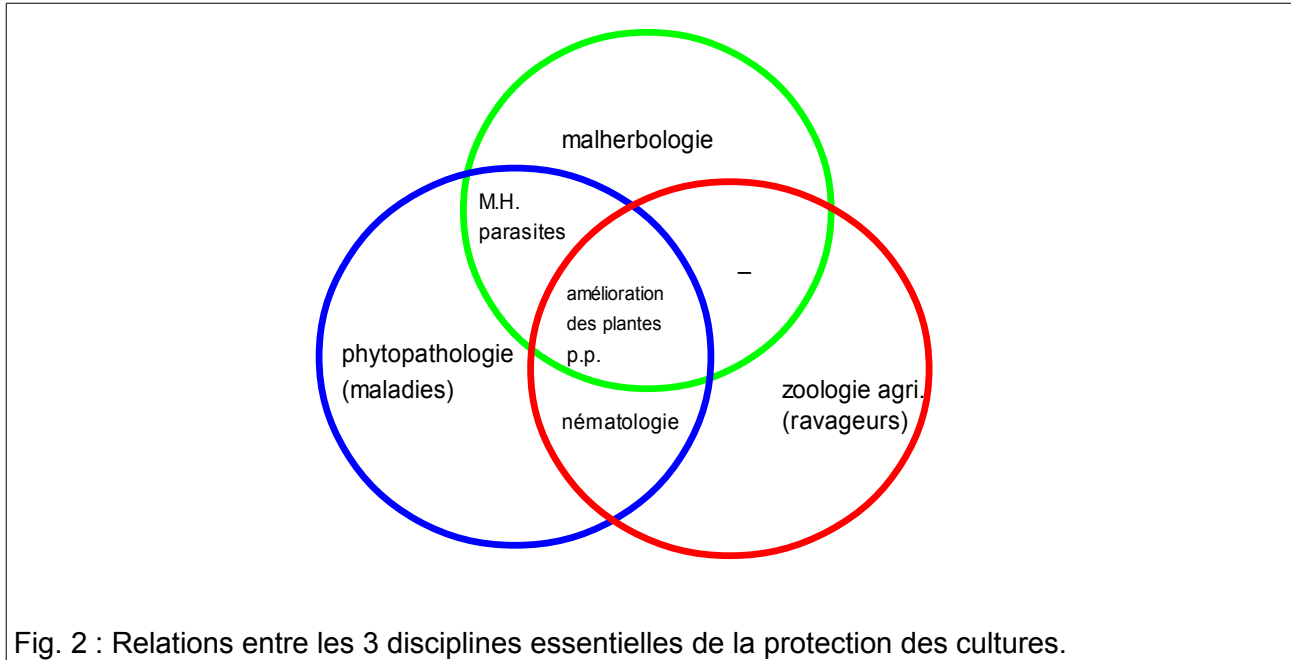 malherbologie
M.H.
parasites
–
amélioration
des plantes
p.p.
phytopathologie
(maladies)
zoologie agri.
(ravageurs)
nématologie
Fig. 2 : Relations entre les 3 disciplines essentielles de la protection des cultures.